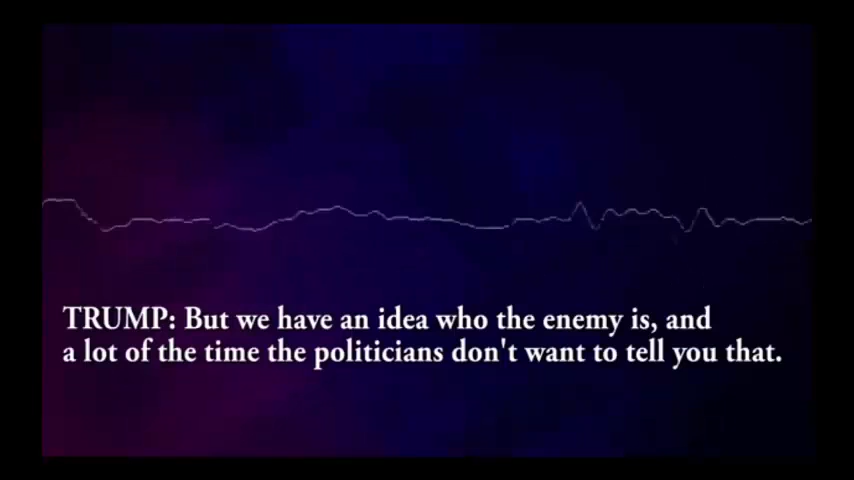 TRUMP: But we have an idea who the enemy is, and
a lot of the time the politicians don't want to tell you that.